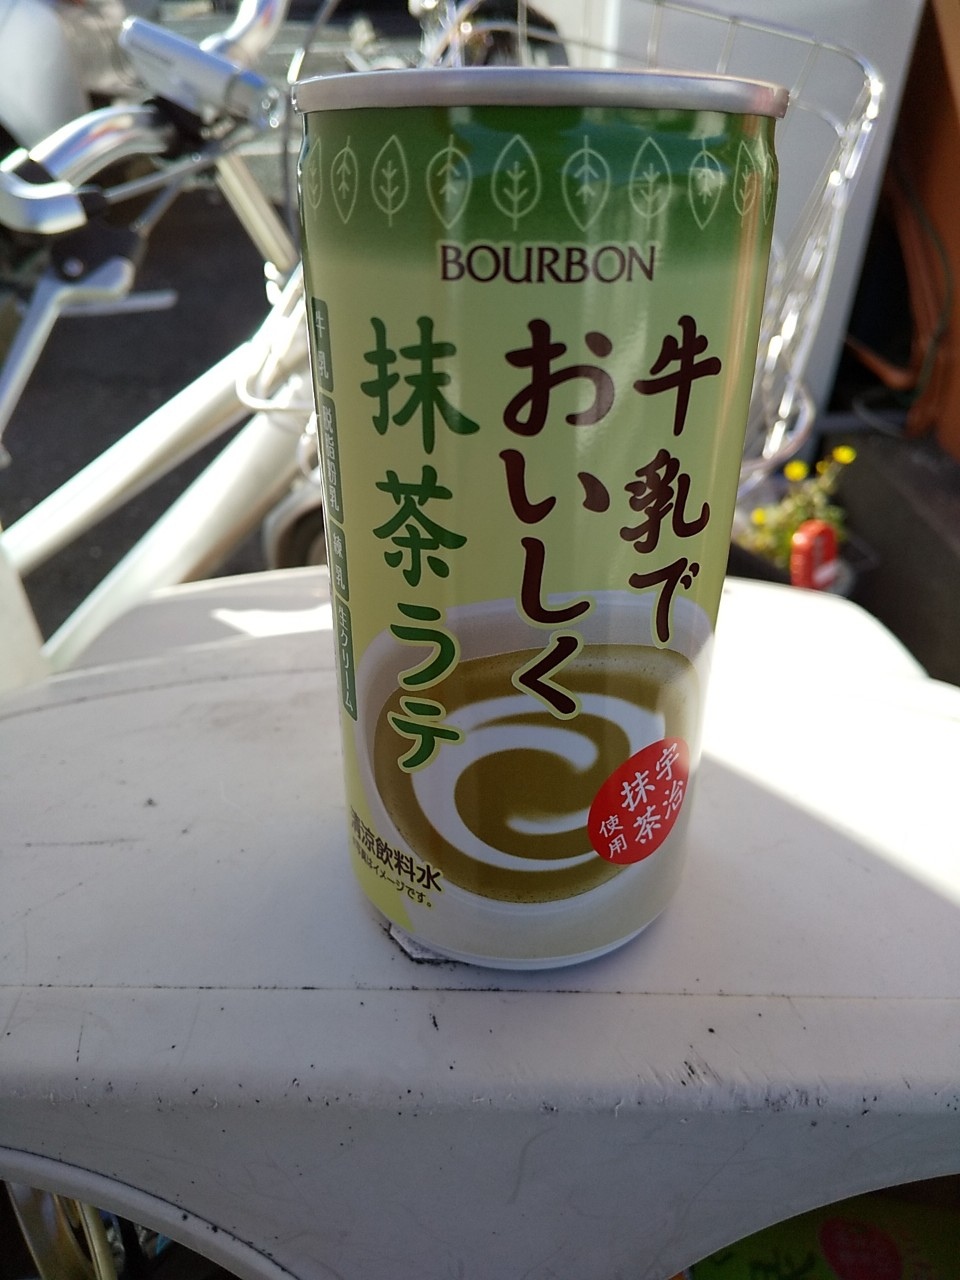 BOURBON
牛乳で
おいしく
抹茶ラテ
牛乳
脱脂粉乳
練乳
生クリーム
宇治
抹茶
使用
清涼飲料水